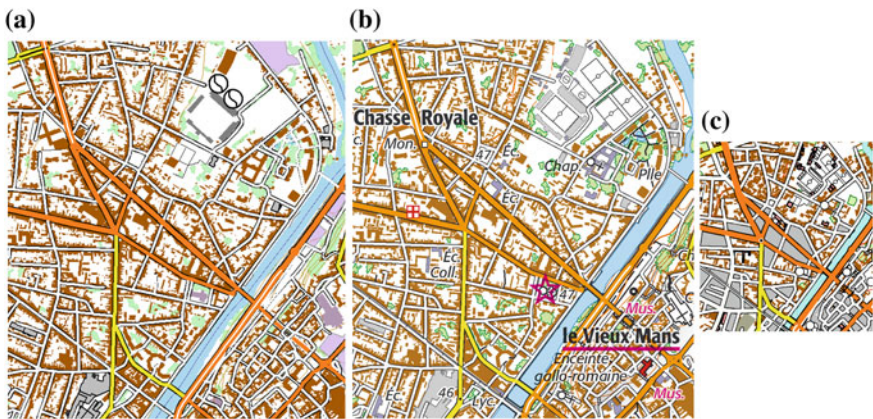 (a)
(b)
(c)
Chasse Royale
c.
Mon.
47
Éc.
Chap.
Plle
Éc.
Éc.
Coll.
47
Ch
Mus.
C
le Vieux Mans
Enceinte
gallo-romaine
Éc.
46
Lyc.
Mus.